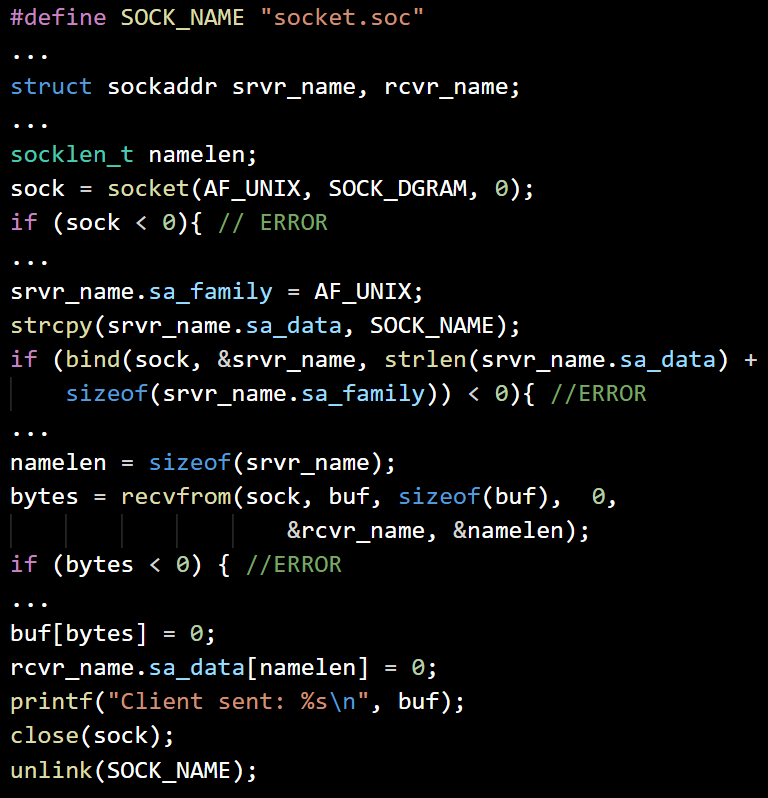 #define SOCK_NAME "socket.soc"
...
struct sockaddr srvr_name, rcvr_name;
...
socklen_t namelen;
sock = socket(AF_UNIX, SOCK_DGRAM, 0);
if (sock < 0){ // ERROR
...
srvr_name.sa_family = AF_UNIX;
strcpy(srvr_name.sa_data, SOCK_NAME);
if (bind(sock, &srvr_name, strlen(srvr_name.sa_data) +
    sizeof(srvr_name.sa_family)) < 0){ //ERROR
...
namelen = sizeof(srvr_name);
bytes = recvfrom(sock, buf, sizeof(buf),  0,
                    &rcvr_name, &namelen);
if (bytes < 0) { //ERROR
...
buf[bytes] = 0;
rcvr_name.sa_data[namelen] = 0;
printf("Client sent: %s\n", buf);
close(sock);
unlink(SOCK_NAME);